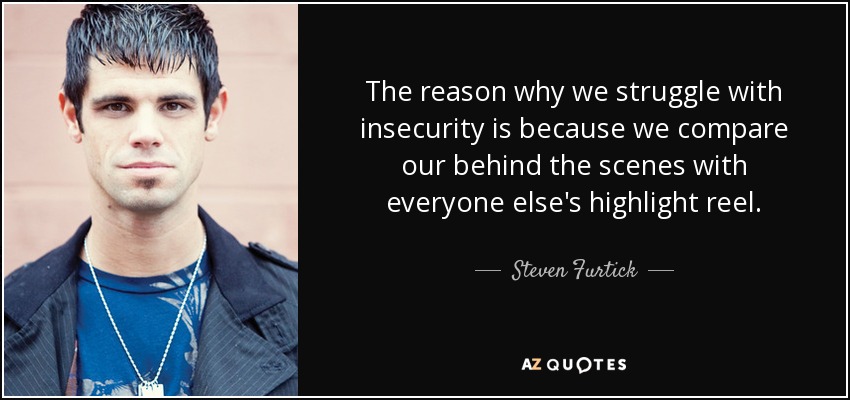 The reason why we struggle with
insecurity is because we compare
our behind the scenes with
everyone else's highlight reel.
Steven Furtick
AZ QUOTES